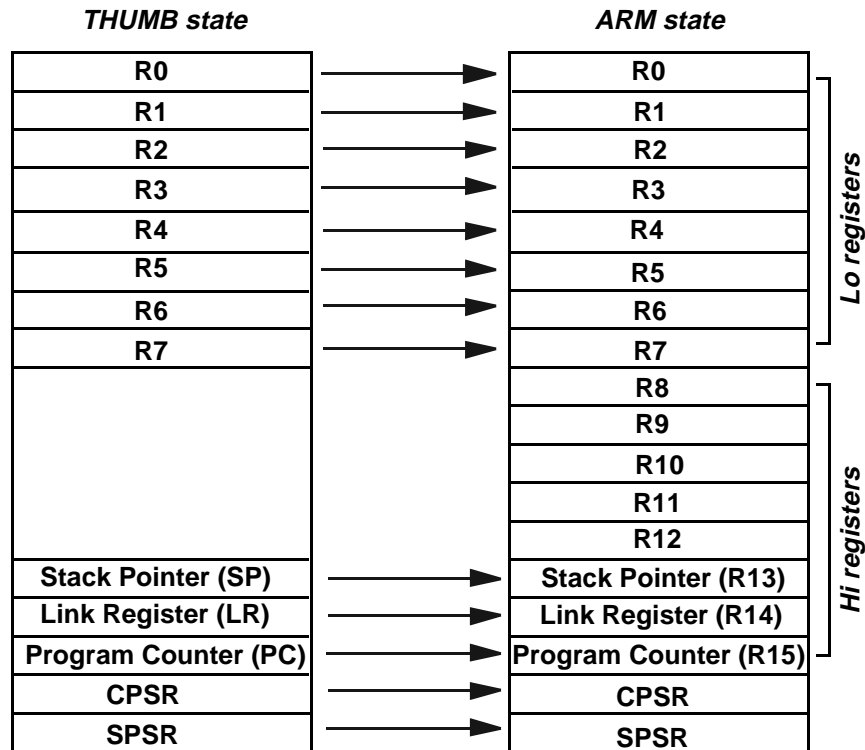 THUMB state
ARM state
R0
R0
R1
R1
R2
R2
R3
R3
R4
R4
R5
R5
R6
R6
R7
R7
Lo registers
R8
R9
R10
R11
R12
Stack Pointer (SP)
Stack Pointer (R13)
Link Register (LR)
Link Register (R14)
Program Counter (PC)
Program Counter (R15)
Hi registers
CPSR
CPSR
SPSR
SPSR